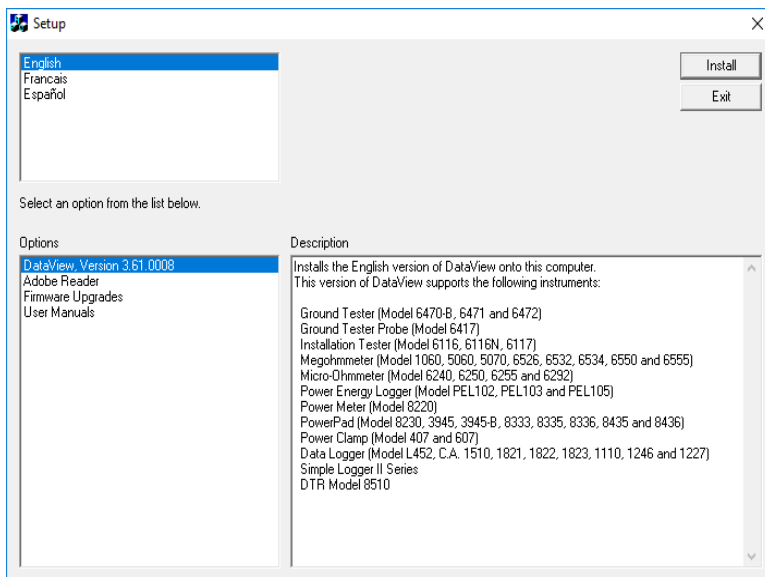 Setup
English
Francais
Español
Install
Exit
Select an option from the list below.
Options
DataView, Version 3.61.0008
Adobe Reader
Firmware Upgrades
User Manuals
Description
Installs the English version of DataView onto this computer.
This version of DataView supports the following instruments:
Ground Tester (Model 6470-B, 6471 and 6472)
Ground Tester Probe (Model 6417)
Installation Tester (Model 6116, 6116N, 6117)
Megohmmeter (Model 1060, 5060, 5070, 6526, 6532, 6534, 6550 and 6555)
Micro-Ohmmeter (Model 6240, 6250, 6255 and 6292)
Power Energy Logger (Model PEL102, PEL103 and PEL105)
Power Meter (Model 8220)
PowerPad (Model 8230, 3945, 3945-B, 8333, 8335, 8336, 8435 and 8436)
Power Clamp (Model 407 and 607)
Data Logger (Model L452, C.A. 1510, 1821, 1822, 1823, 1110, 1246 and 1227)
Simple Logger II Series
DTR Model 8510